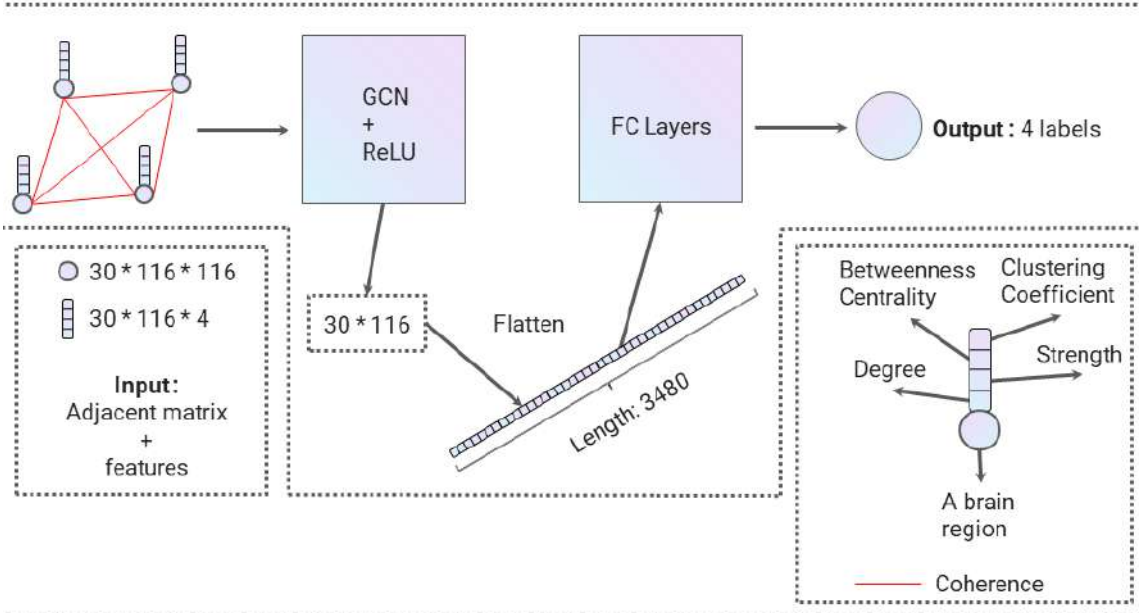 GCN
+
ReLU
FC Layers
Output: 4 labels
30 * 116 * 116
30 * 116 * 4
Input:
Adjacent matrix
+
features
30 * 116
Flatten
Length: 3480
Betweenness
Centrality
Clustering
Coefficient
Degree
Strength
A brain
region
Coherence